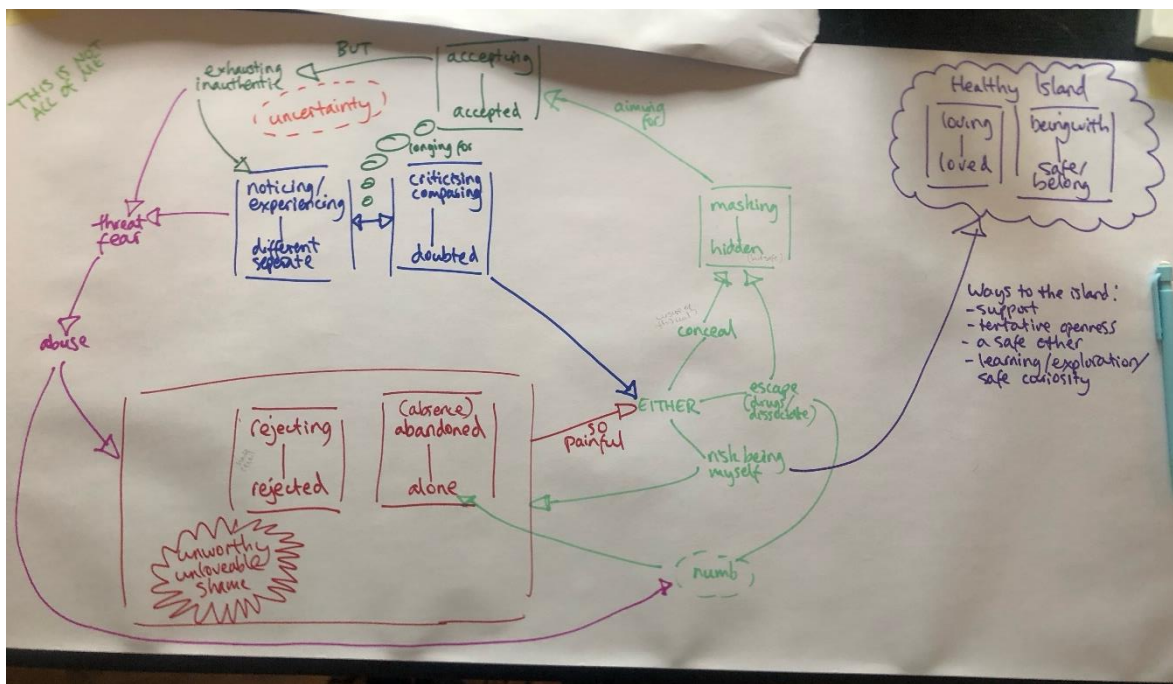 THIS IS NOT
ALL OF ME
BUT
exhausting
inauthentic
uncertainty
accepting
accepted
longing for
aiming
for
Healthy Island
loving
loved
being with
safe/
belong
noticing/
experiencing
different
seperate
criticising
comparing
doubted
masking
hidden
threat
fear
abuse
conceal
EITHER
escape
(drugs/
dissociate)
risk being
myself
SO
painful
rejecting
rejected
(absence)
abandoned
alone
unworthy
unloveable
shame
numb
Ways to the island:
- support
- tentative openness
- a safe other
- learning/exploration/
safe curiosity